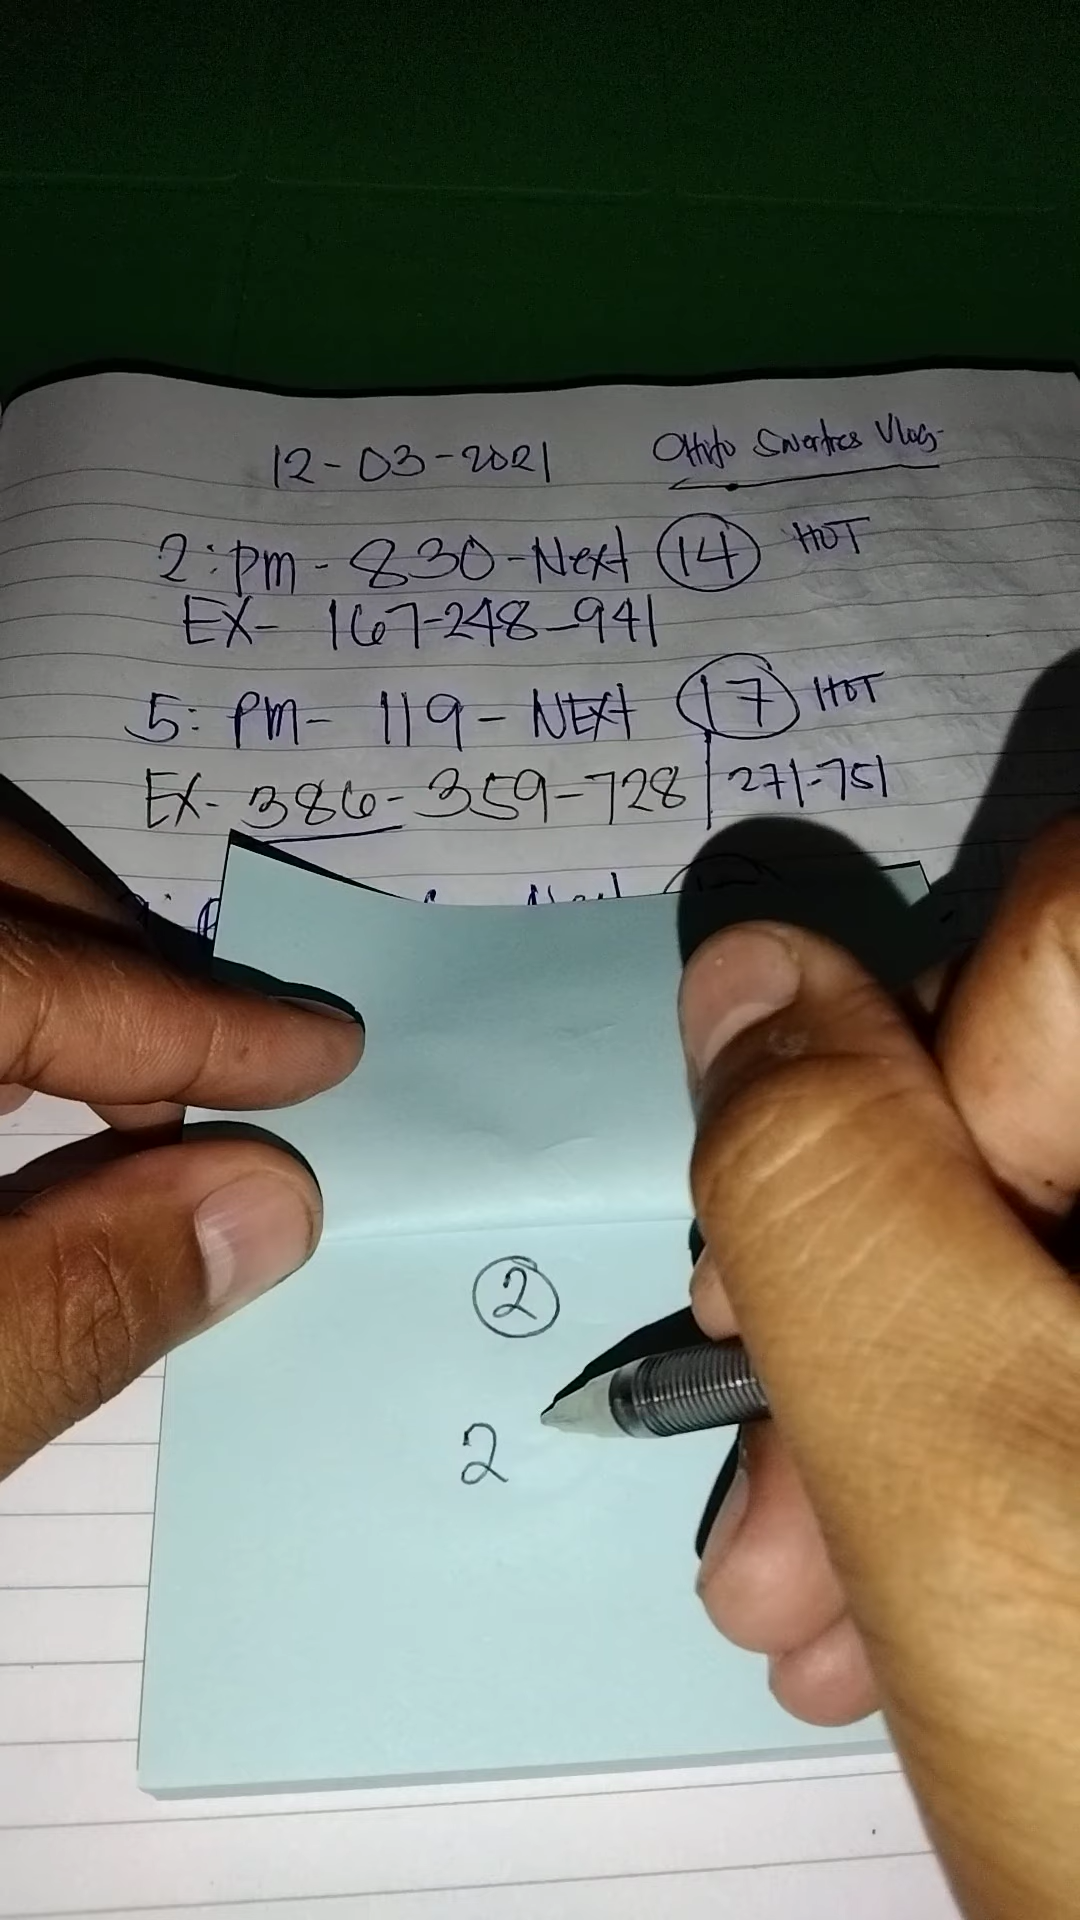 12-03-2021 Swertres Vlog
2:pm - 830 - Next 14 HOT
EX- 167-248-941
5: pm - 119 - NEXT 17 HOT
EX- 386- 359-728 | 271-751
Next
2
2